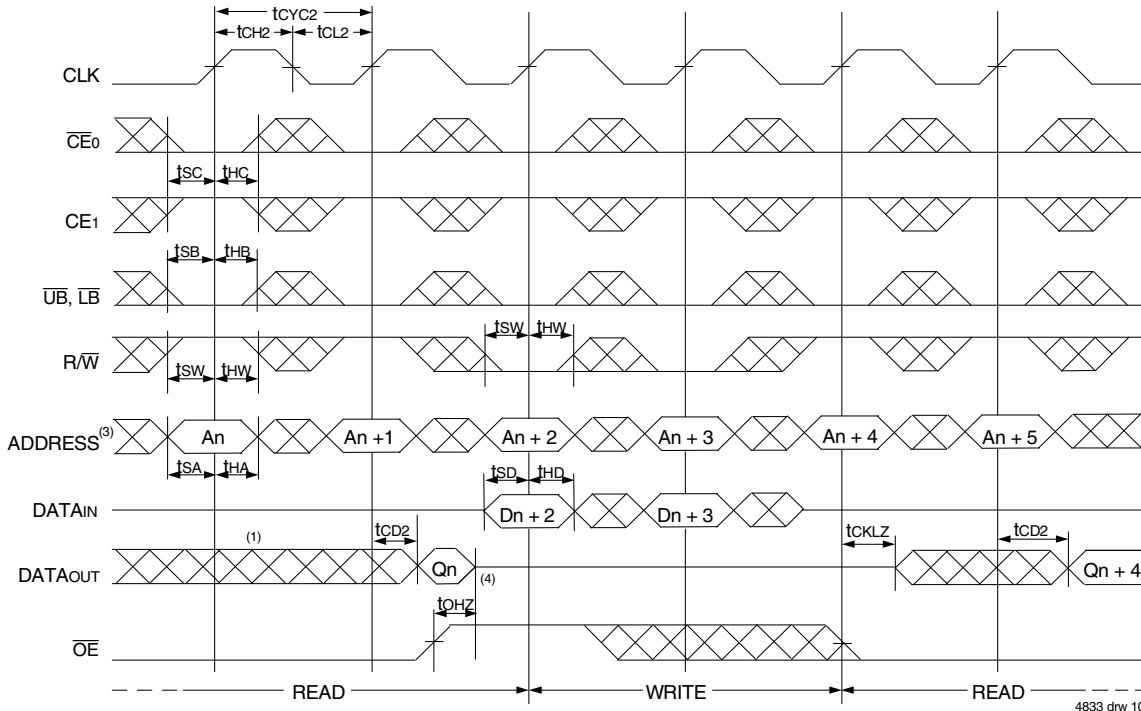 tCYC2
tCH2 tCL2
CLK
CE0
tSC tHC
CE1
tSB tHB
UB, LB
tSW tHW
R/W
tSW tHW
ADDRESS(3) An An +1 An + 2 An + 3 An + 4 An + 5
tSA tHA tSD tHD
DATAIN Dn + 2 Dn + 3
tCD2 tCKLZ tCD2
(1)
DATAOUT Qn (4) Qn + 4
tOHZ
OE
READ WRITE READ
4833 drw 10